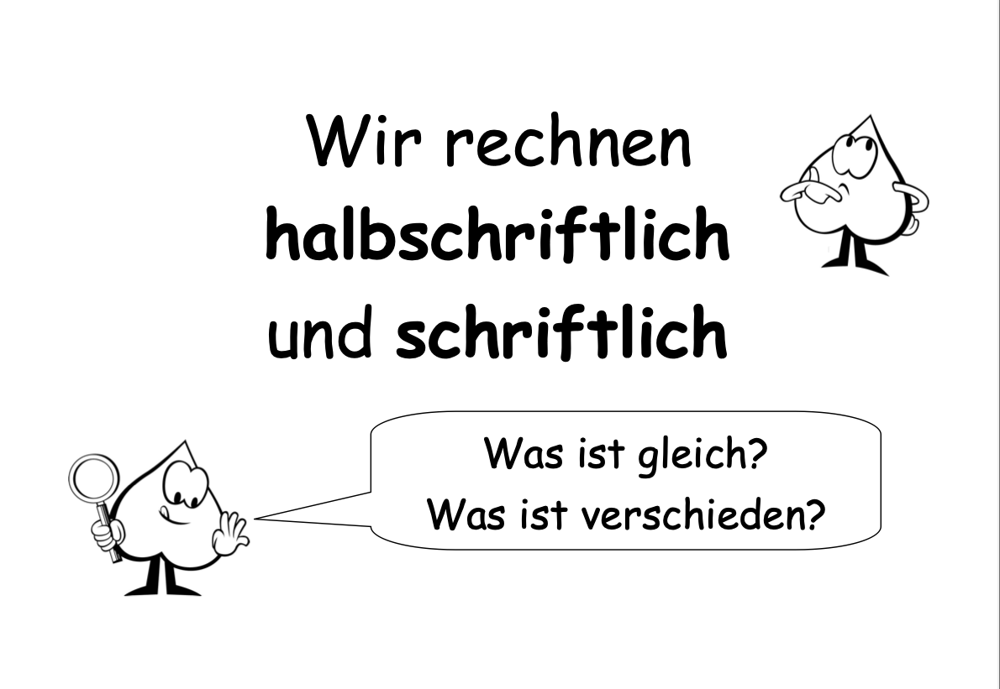 Wir rechnen
halbschriftlich
und schriftlich
Was ist gleich?
Was ist verschieden?